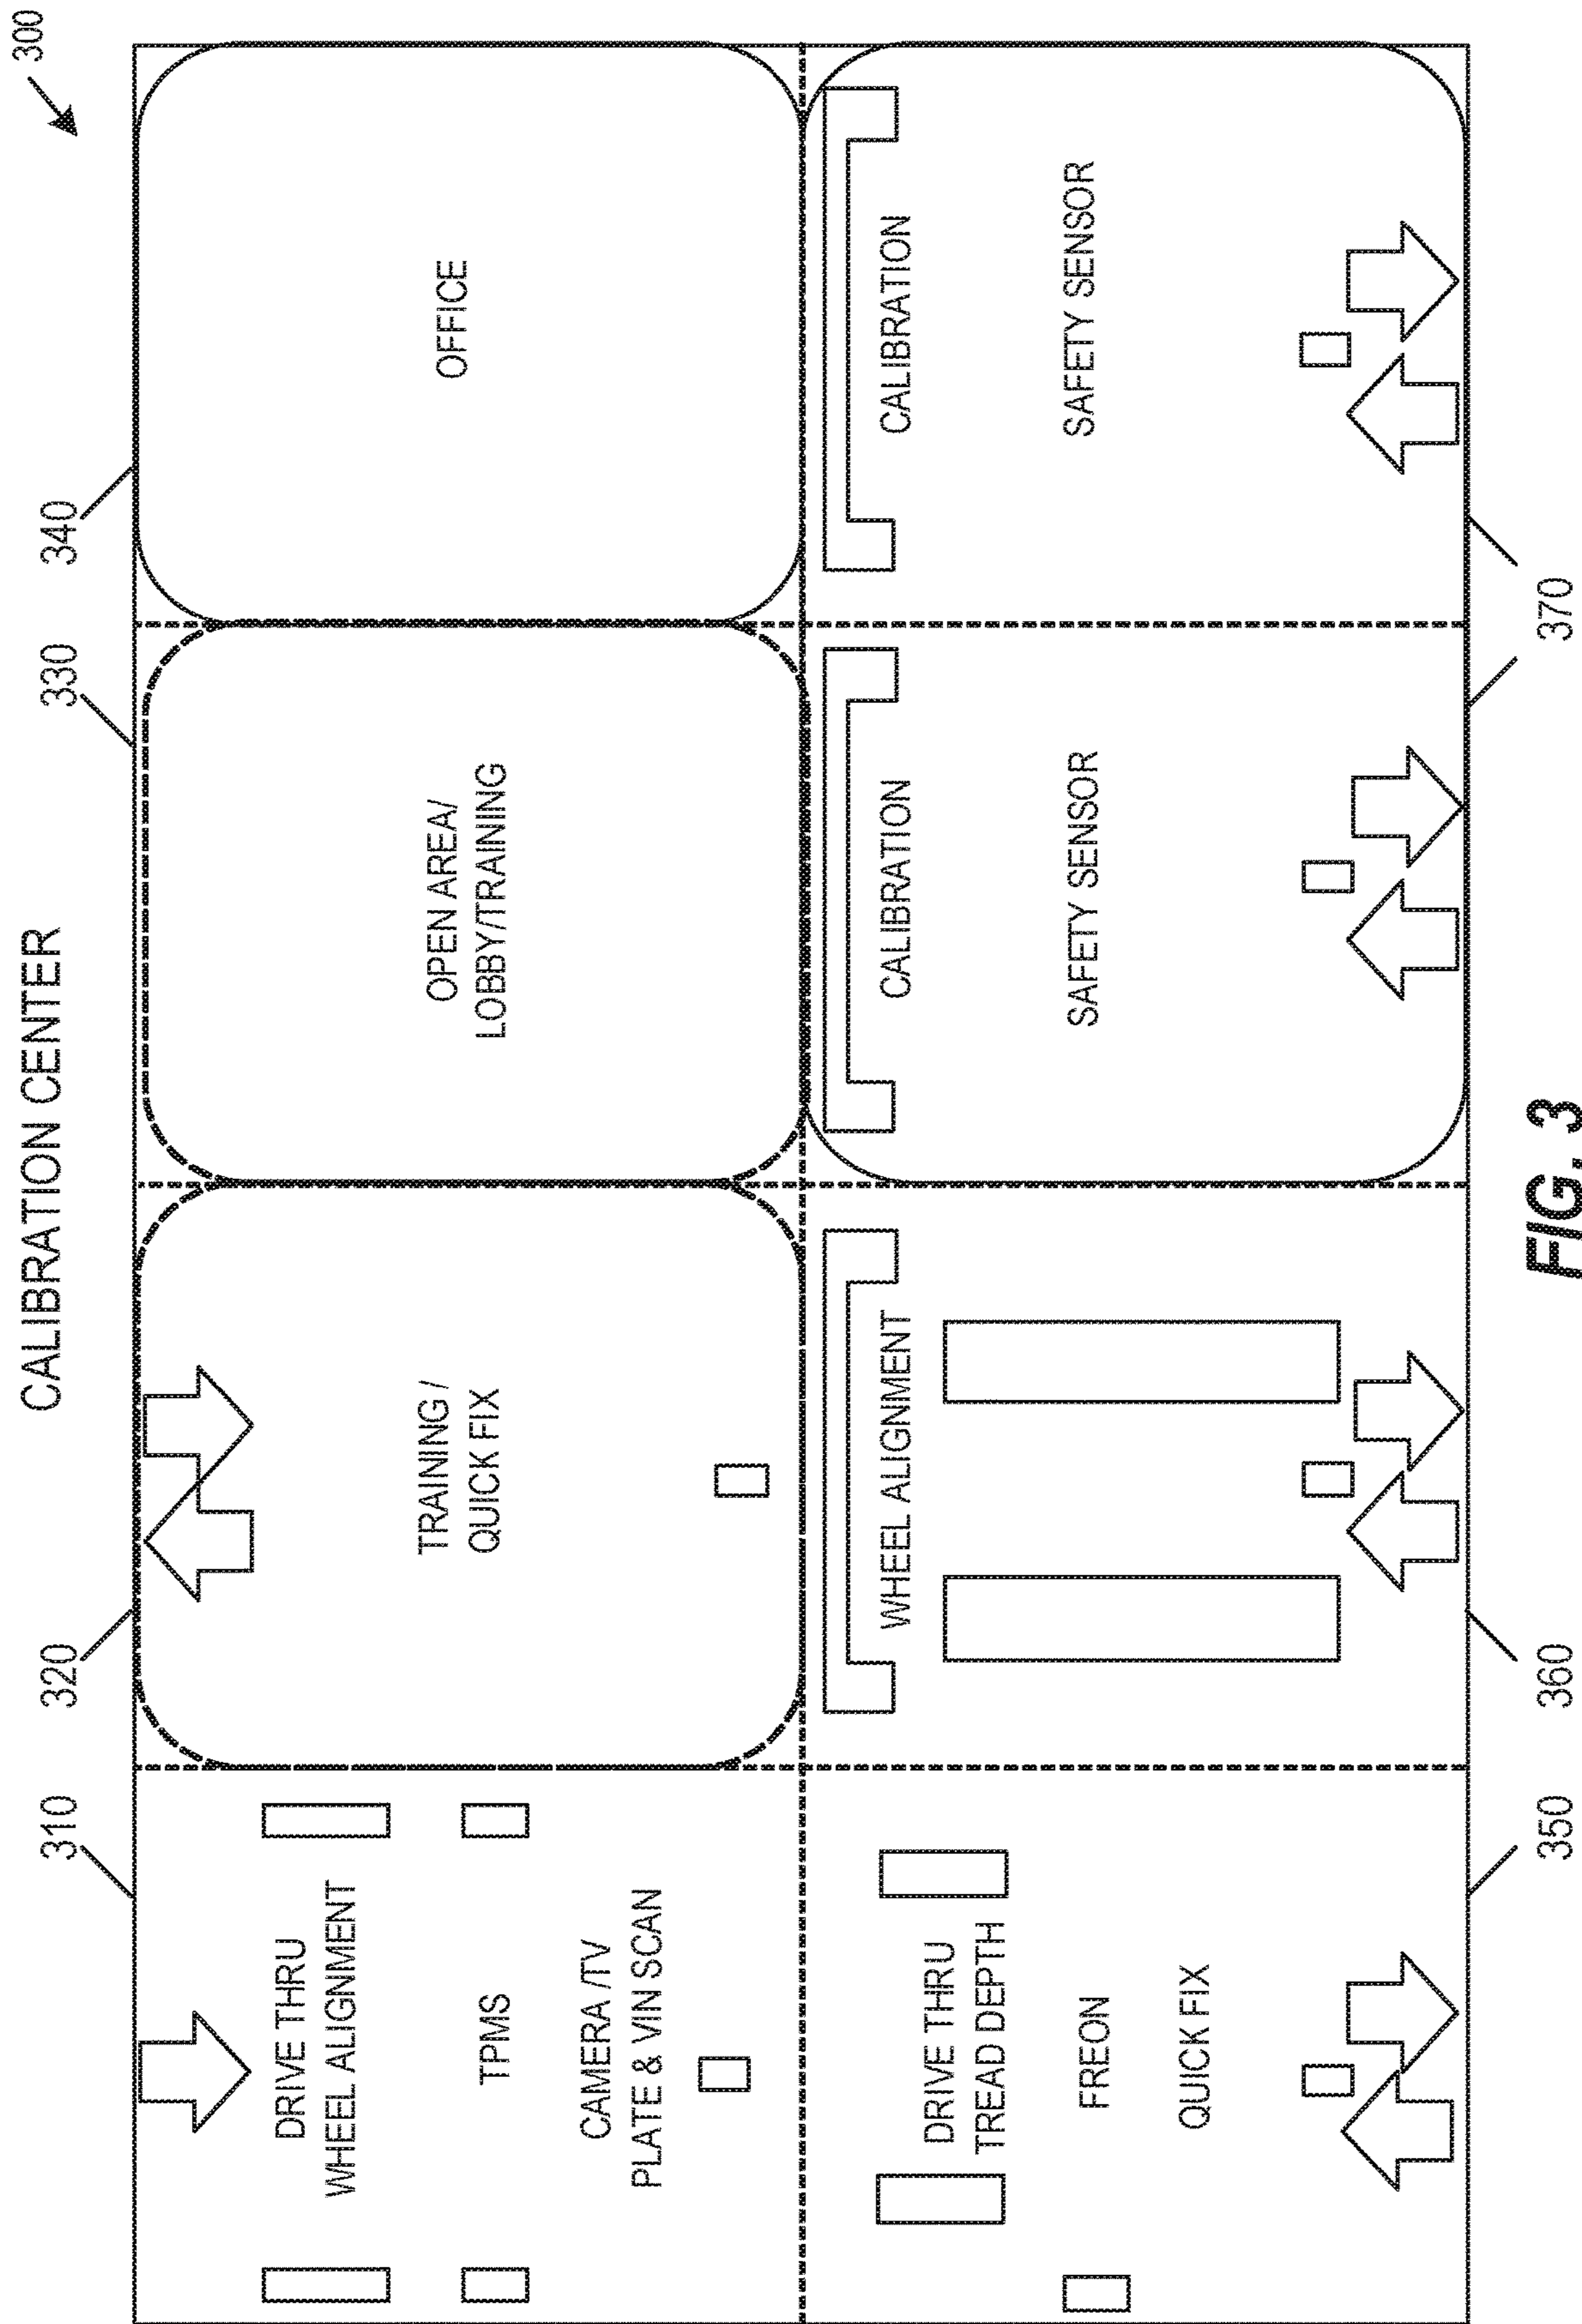 CALIBRATION CENTER
300
310
320
330
340
DRIVE THRU
WHEEL ALIGNMENT
TPMS
CAMERA /TV
PLATE & VIN SCAN
TRAINING /
QUICK FIX
OPEN AREA/
LOBBY/TRAINING
OFFICE
DRIVE THRU
TREAD DEPTH
FREON
QUICK FIX
WHEEL ALIGNMENT
CALIBRATION
SAFETY SENSOR
CALIBRATION
SAFETY SENSOR
350
360
370
FIG. 3